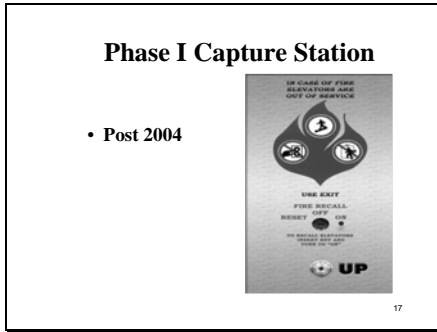 Phase I Capture Station
• Post 2004
IN CASE OF FIRE
ELEVATORS ARE
OUT OF SERVICE
USE EXIT
FIRE RECALL
OFF
RESET ON
TO RECALL ELEVATORS
INSERT KEY AND
TURN TO "ON"
UP
17